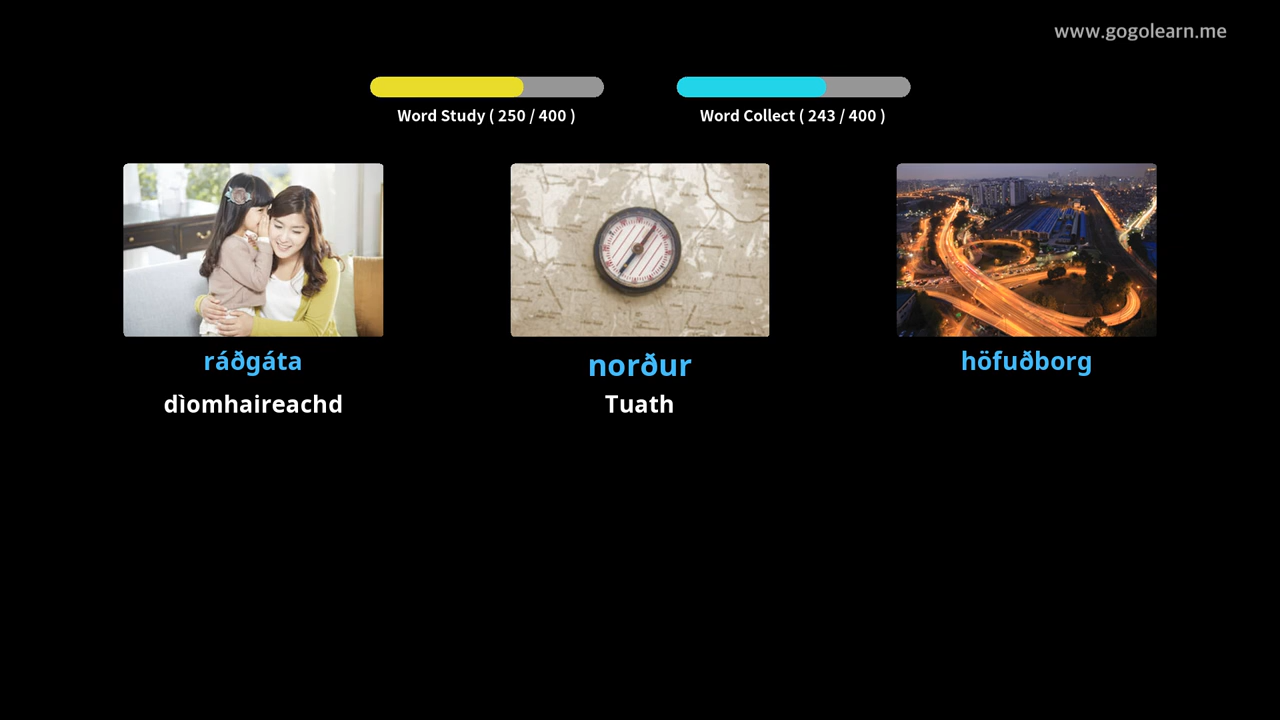 www.gogolearn.me
Word Study ( 250 / 400 )
Word Collect ( 243 / 400 )
ráðgáta
norður
höfuðborg
dìomhaireachd
Tuath